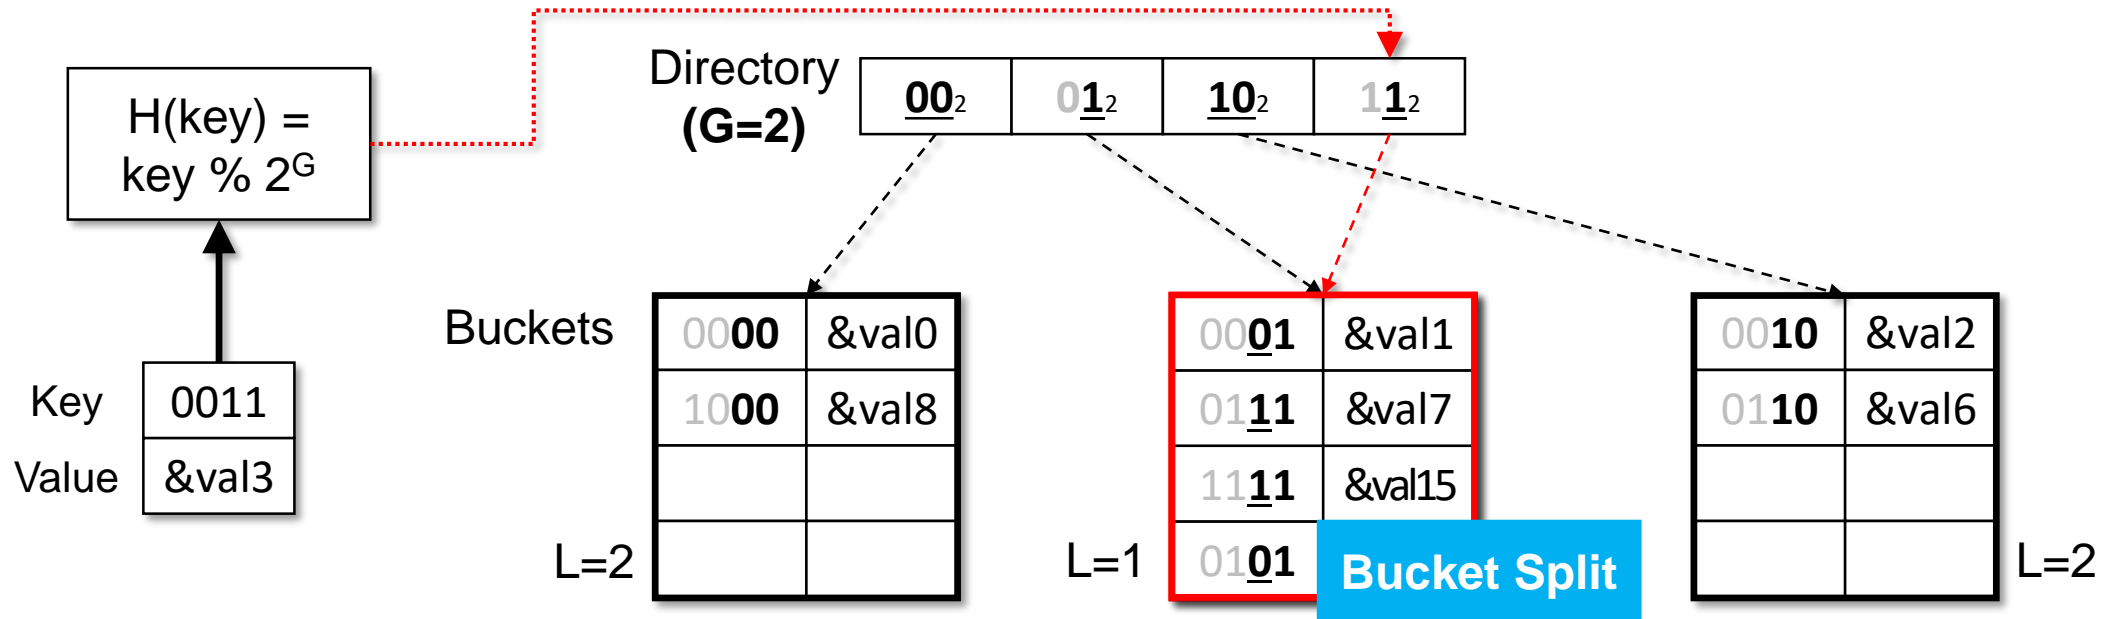 Directory
(G=2)
00₂ 01₂ 10₂ 11₂
H(key) =
key % 2ᴳ
Buckets
Key 0011
Value &val3
0000 &val0
1000 &val8
L=2
0001 &val1
0111 &val7
1111 &val15
0101
L=1
Bucket Split
0010 &val2
0110 &val6
L=2